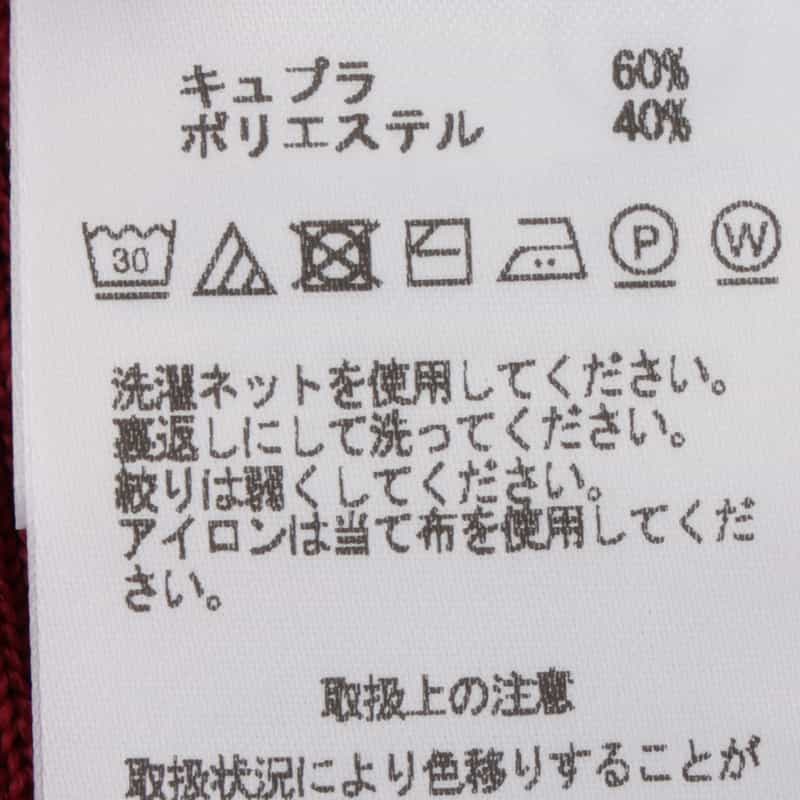 キュプラ 60%
ポリエステル 40%
30 P W
洗濯ネットを使用してください。
裏返しにして洗ってください。
絞りは弱くしてください。
アイロンは当て布を使用してくだ
さい。
取扱上の注意
取扱状況により色移りすることが